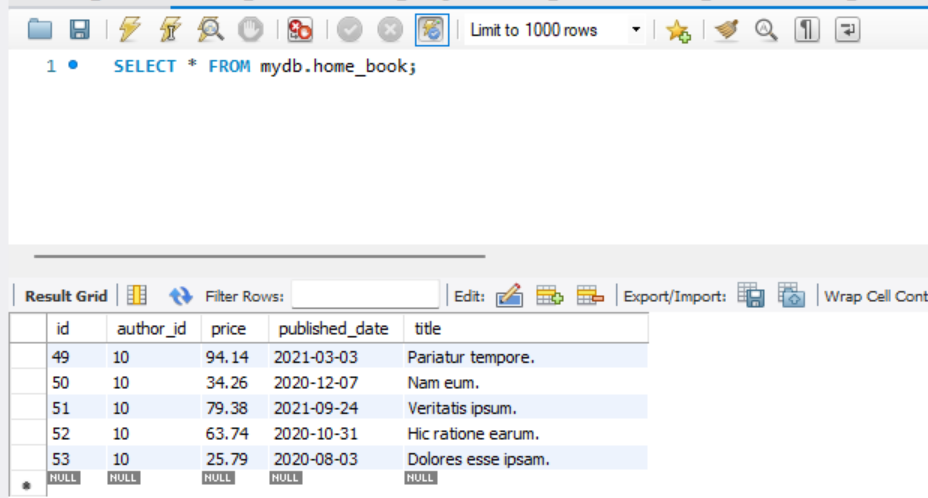 Limit to 1000 rows
1 SELECT * FROM mydb.home_book;
Result Grid Filter Rows: Edit: Export/Import: Wrap Cell Cont
id author_id price published_date title
49 10 94.14 2021-03-03 Pariatur tempore.
50 10 34.26 2020-12-07 Nam eum.
51 10 79.38 2021-09-24 Veritatis ipsum.
52 10 63.74 2020-10-31 Hic ratione earum.
53 10 25.79 2020-08-03 Dolores esse ipsam.
* NULL NULL NULL NULL NULL